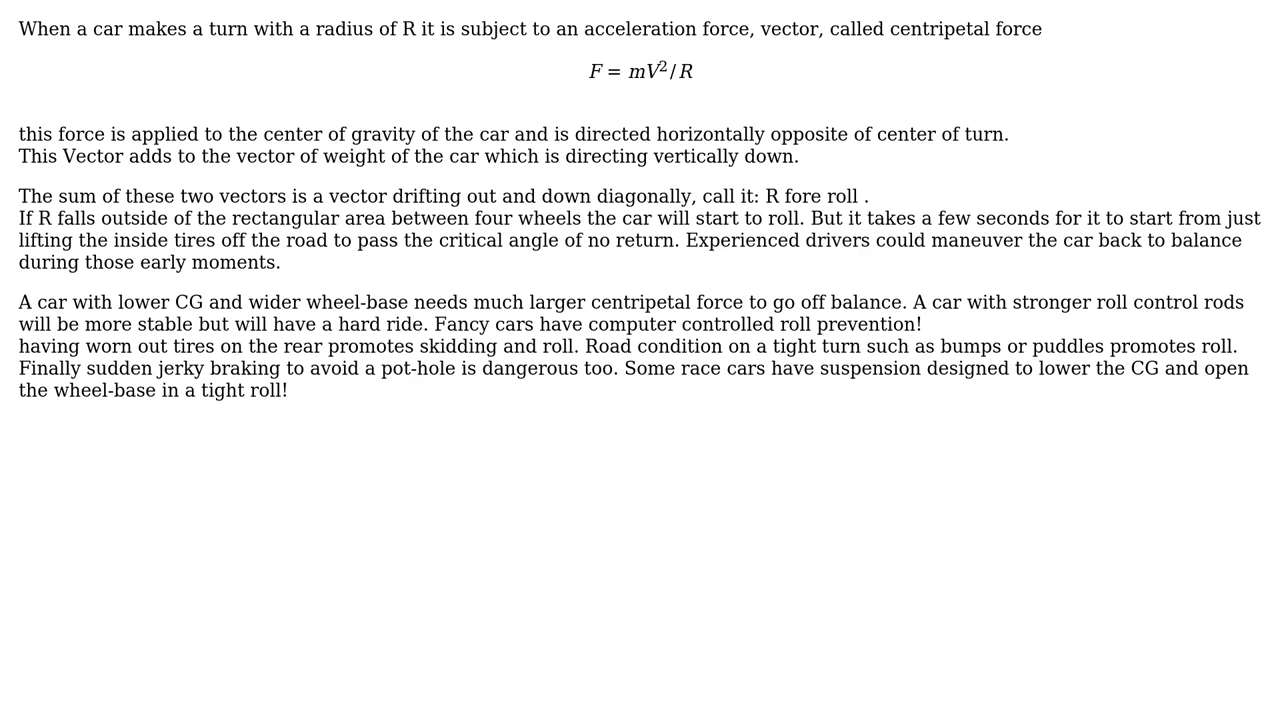 When a car makes a turn with a radius of R it is subject to an acceleration force, vector, called centripetal force
F = mV²/R
this force is applied to the center of gravity of the car and is directed horizontally opposite of center of turn.
This Vector adds to the vector of weight of the car which is directing vertically down.
The sum of these two vectors is a vector drifting out and down diagonally, call it: R fore roll .
If R falls outside of the rectangular area between four wheels the car will start to roll. But it takes a few seconds for it to start from just
lifting the inside tires off the road to pass the critical angle of no return. Experienced drivers could maneuver the car back to balance
during those early moments.
A car with lower CG and wider wheel-base needs much larger centripetal force to go off balance. A car with stronger roll control rods
will be more stable but will have a hard ride. Fancy cars have computer controlled roll prevention!
having worn out tires on the rear promotes skidding and roll. Road condition on a tight turn such as bumps or puddles promotes roll.
Finally sudden jerky braking to avoid a pot-hole is dangerous too. Some race cars have suspension designed to lower the CG and open
the wheel-base in a tight roll!